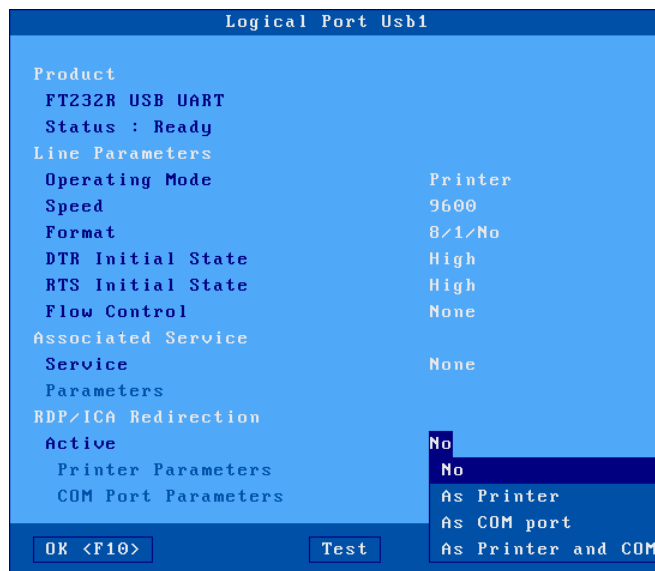 Logical Port Usb1
Product
FT232R USB UART
Status : Ready
Line Parameters
Operating Mode Printer
Speed 9600
Format 8/1/No
DTR Initial State High
RTS Initial State High
Flow Control None
Associated Service
Service None
Parameters
RDP/ICA Redirection
Active No
Printer Parameters No
COM Port Parameters As Printer
As COM port
OK <F10> Test As Printer and COM